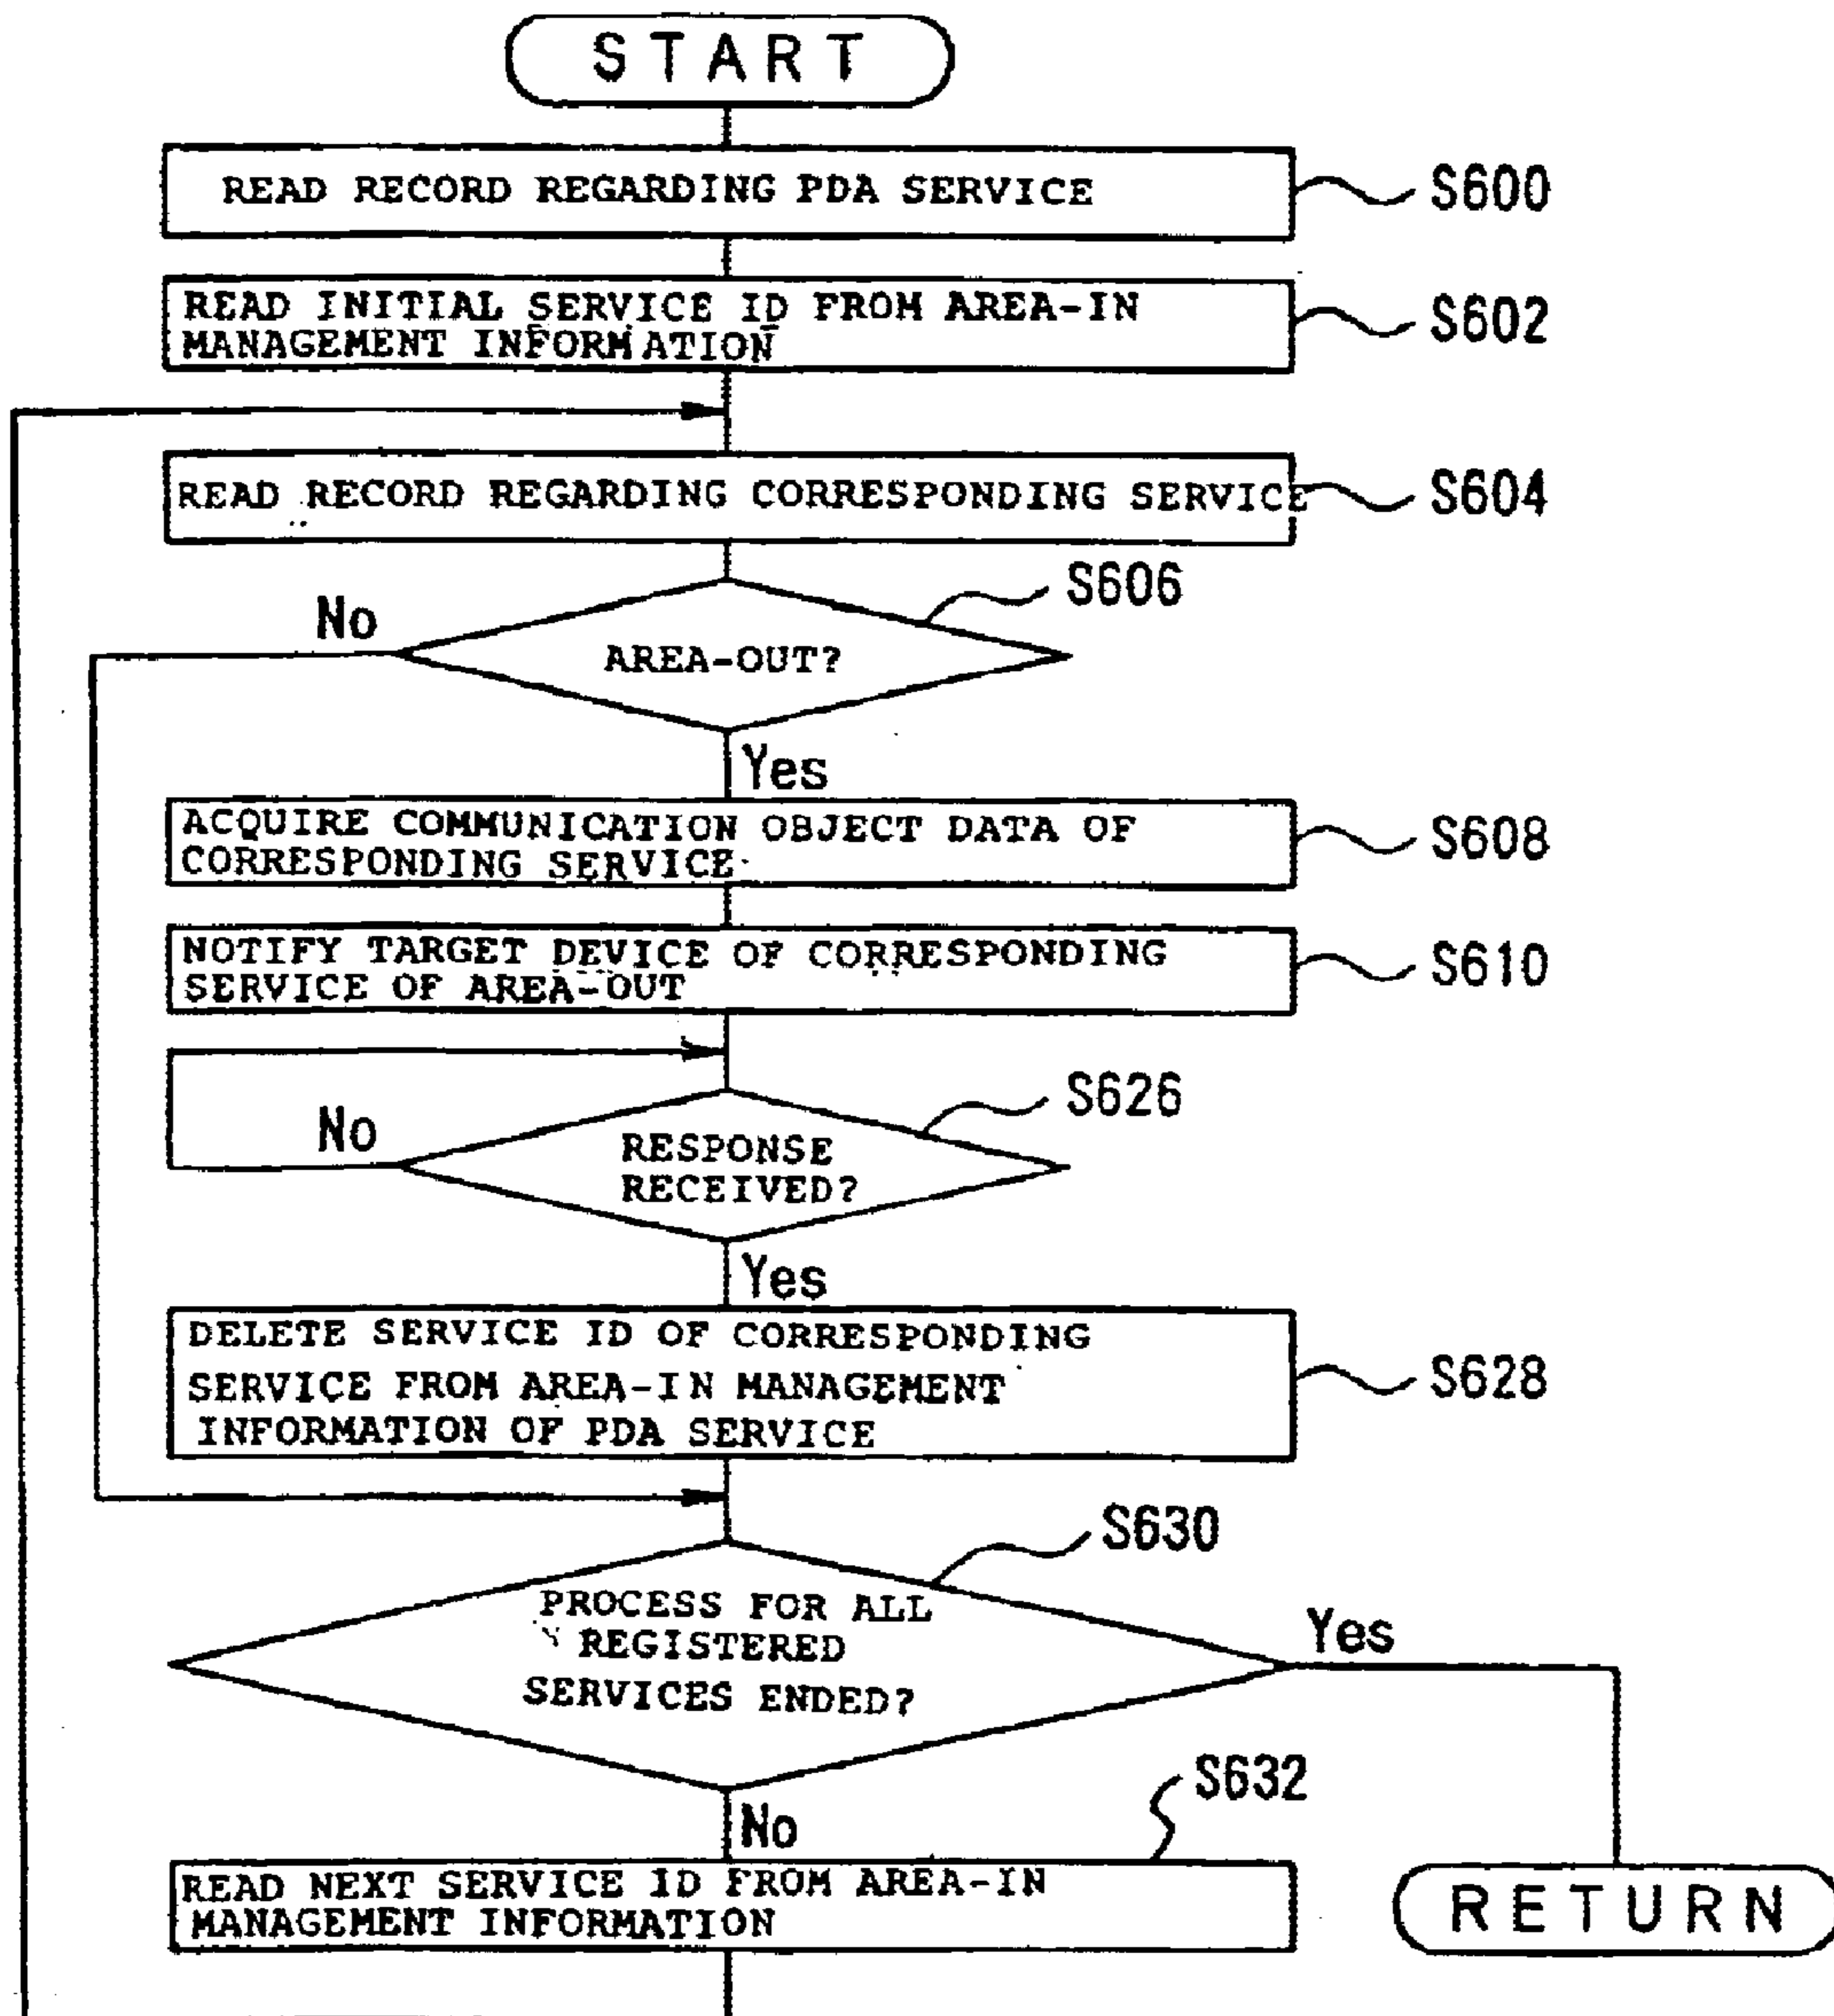 START
READ RECORD REGARDING PDA SERVICE
S600
READ INITIAL SERVICE ID FROM AREA-IN
MANAGEMENT INFORMATION
S602
READ RECORD REGARDING CORRESPONDING SERVICE
S604
S606
No
AREA-OUT?
Yes
ACQUIRE COMMUNICATION OBJECT DATA OF
CORRESPONDING SERVICE
S608
NOTIFY TARGET DEVICE OF CORRESPONDING
SERVICE OF AREA-OUT
S610
S626
No
RESPONSE
RECEIVED?
Yes
DELETE SERVICE ID OF CORRESPONDING
SERVICE FROM AREA-IN MANAGEMENT
INFORMATION OF PDA SERVICE
S628
S630
PROCESS FOR ALL
REGISTERED
SERVICES ENDED?
Yes
S632
No
READ NEXT SERVICE ID FROM AREA-IN
MANAGEMENT INFORMATION
RETURN